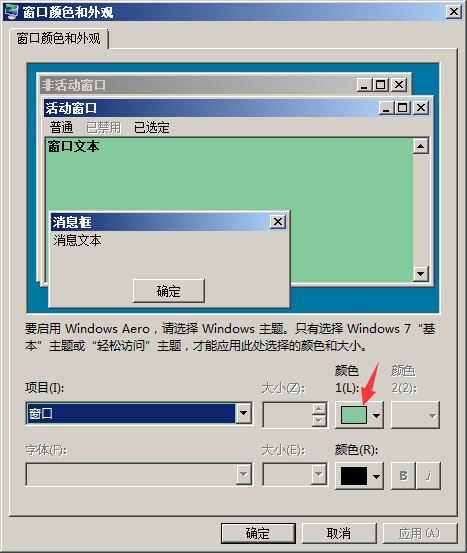 窗口颜色和外观
窗口颜色和外观
非活动窗口
活动窗口
普通 已禁用 已选定
窗口文本
消息框
消息文本
确定
要启用 Windows Aero，请选择 Windows 主题。只有选择 Windows 7“基
本”主题或“轻松访问”主题，才能应用此处选择的颜色和大小。
颜色 颜色
项目(I): 大小(Z): 1(L): 2(2):
窗口
字体(F): 大小(E): 颜色(R):
B i
确定 取消 应用(A)